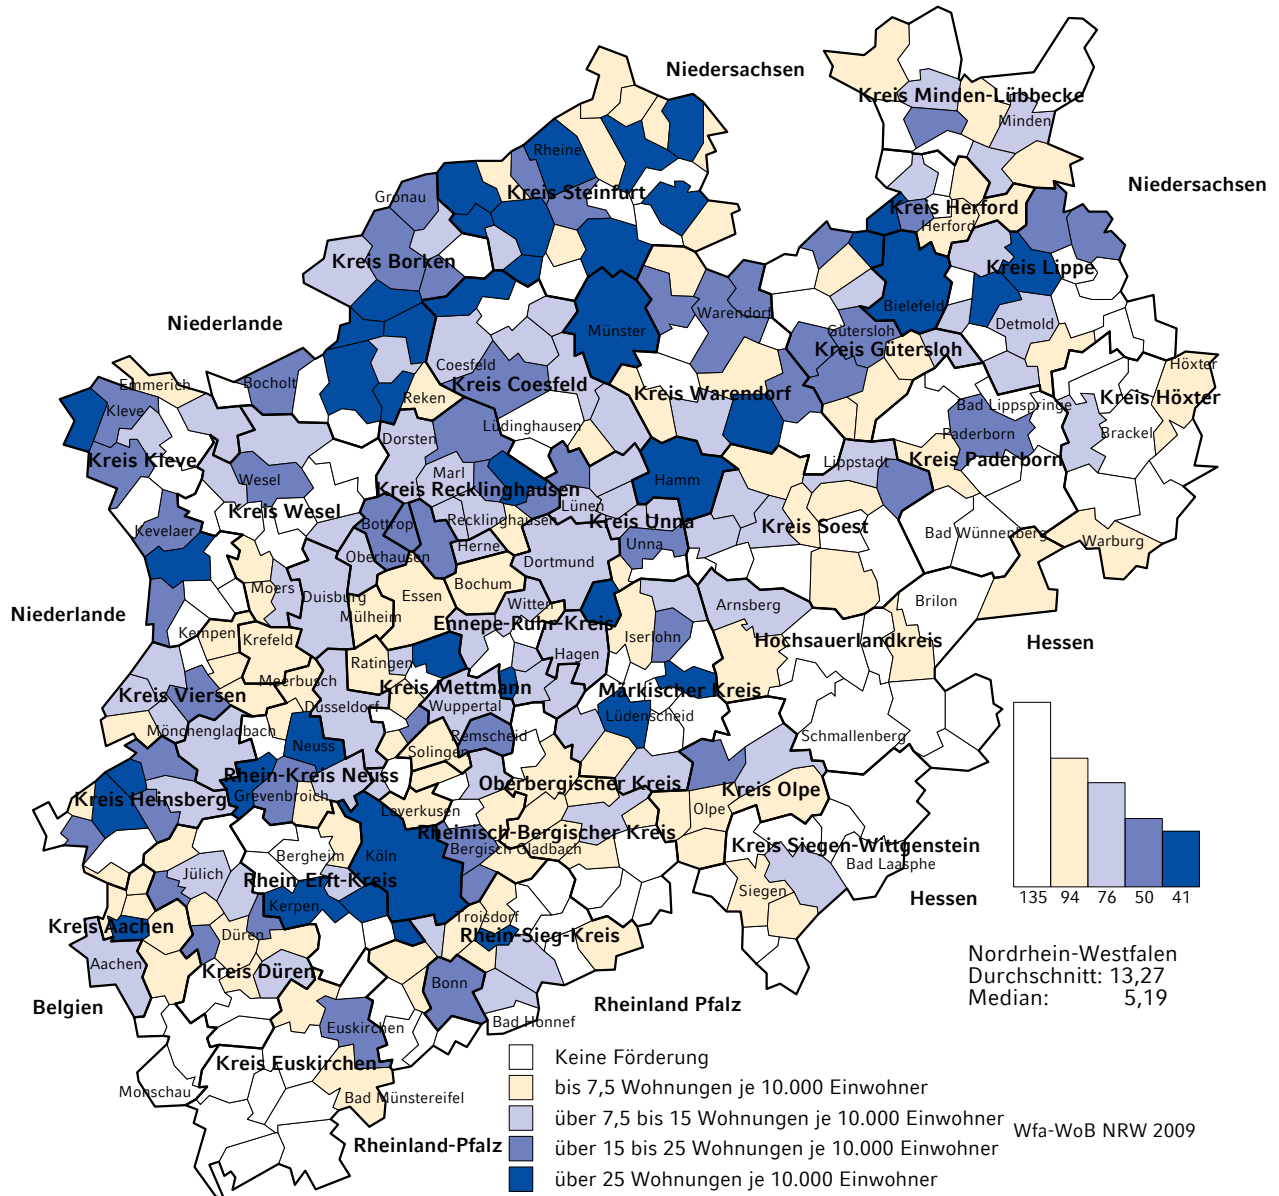 Niedersachsen
Kreis Minden-Lübbecke
Minden
Rheine
Niedersachsen
Gronau
Kreis Steinfurt
Kreis Herford
Herford
Kreis Borken
Kreis Lippe
Bielefeld
Warendorf
Niederlande
Münster
Gütersloh
Detmold
Kreis Gütersloh
Coesfeld
Höxter
Emmerich
Bocholt
Kreis Coesfeld
Kreis Warendorf
Reken
Kreis Höxter
Kleve
Bad Lippspringe
Lüdinghausen
Dorsten
Paderborn
Brackel
Kreis Kleve
Marl
Lippstadt
Kreis Paderborn
Wesel
Hamm
Kreis Recklinghausen
Lünen
Kreis Wesel
Bottrop
Recklinghausen
Kreis Unna
Kreis Soest
Kevelaer
Bad Wünnenberg
Warburg
Herne
Unna
Oberhausen
Dortmund
Moers
Bochum
Duisburg
Essen
Witten
Arnsberg
Brilon
Niederlande
Mülheim
Ennepe-Ruhr-Kreis
Kempen
Krefeld
Iserlohn
Hochsauerlandkreis
Hessen
Hagen
Ratingen
Meerbusch
Kreis Mettmann
Märkischer Kreis
Kreis Viersen
Düsseldorf
Wuppertal
Lüdenscheid
Mönchengladbach
Remscheid
Schmallenberg
Neuss
Solingen
Rhein-Kreis Neuss
Oberbergischer Kreis
Kreis Olpe
Kreis Heinsberg
Grevenbroich
Leverkusen
Olpe
Rheinisch-Bergischer Kreis
Bergisch Gladbach
Kreis Siegen-Wittgenstein
Bergheim
Köln
Bad Laasphe
Jülich
Rhein-Erft-Kreis
Siegen
Hessen
Kerpen
Troisdorf
Kreis Aachen
Düren
Rhein-Sieg-Kreis
Aachen
Kreis Düren
Bonn
Belgien
Rheinland Pfalz
Bad Honnef
Euskirchen
Kreis Euskirchen
Monschau
Bad Münstereifel
Rheinland-Pfalz
135 94 76 50 41
Nordrhein-Westfalen
Durchschnitt: 13,27
Median: 5,19
Keine Förderung
bis 7,5 Wohnungen je 10.000 Einwohner
über 7,5 bis 15 Wohnungen je 10.000 Einwohner
über 15 bis 25 Wohnungen je 10.000 Einwohner
über 25 Wohnungen je 10.000 Einwohner
Wfa-WoB NRW 2009